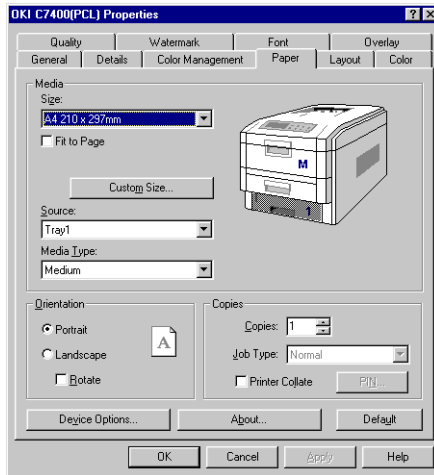 OKI C7400(PCL) Properties
Quality Watermark Font Overlay
General Details Color Management Paper Layout Color
Media
Size:
A4 210 x 297mm
Fit to Page
M
Custom Size...
Source:
1
Tray1
Media Type:
Medium
Orientation
Copies
Portrait
A
Copies: 1
Landscape
Job Type: Normal
Rotate
Printer Collate PIN...
Device Options... About... Default
OK Cancel Apply Help